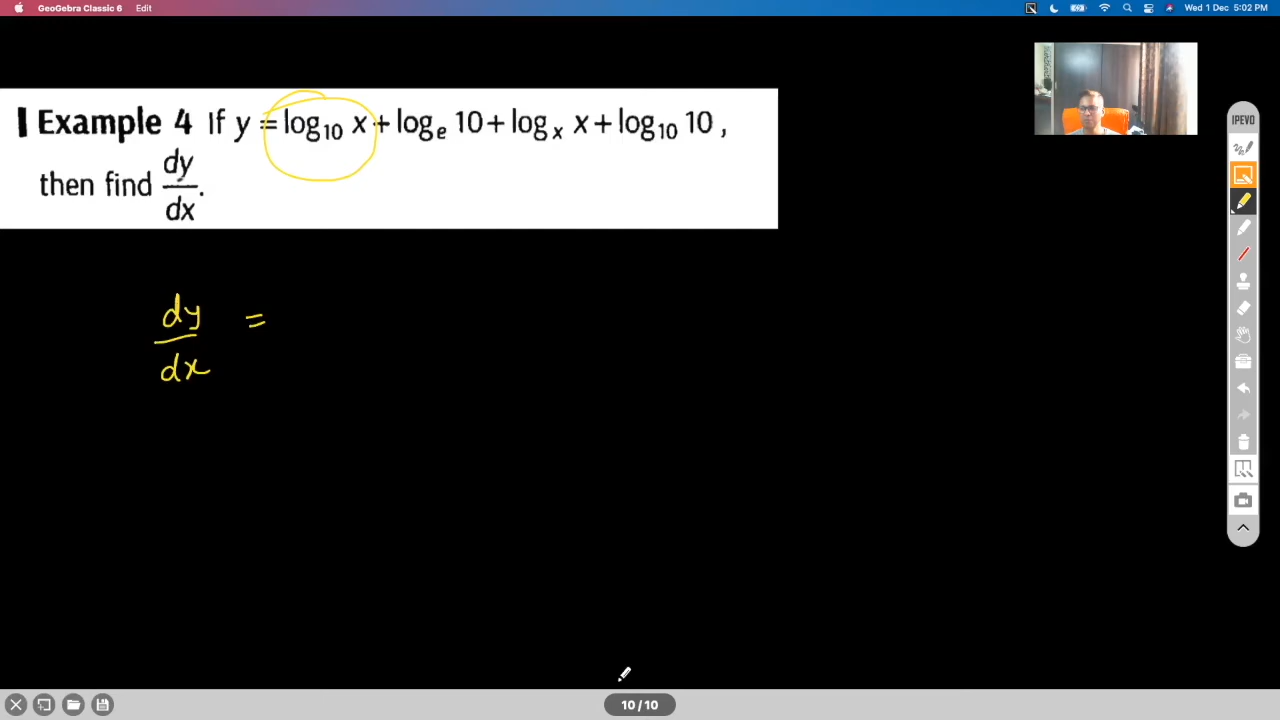 GeoGebra Classic 6 Edit Wed 1 Dec 5:02 PM
Example 4 If y = log₁₀ x + logₑ 10 + logₓ x + log₁₀ 10 ,
then find dy/dx.
dy/dx =
IPEVO
10 / 10